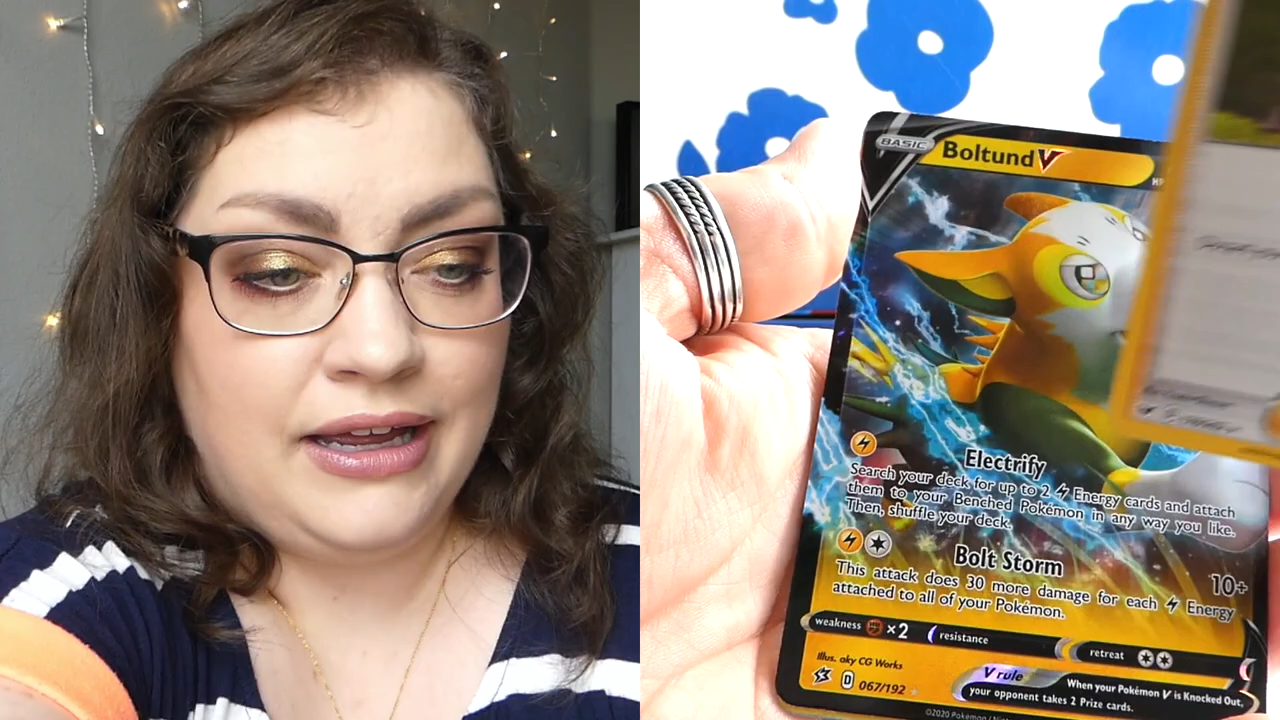 BASIC
Boltund V
HP
Electrify
Search your deck for up to 2 Energy cards and attach
them to your Benched Pokémon in any way you like.
Then, shuffle your deck.
Bolt Storm
10+
This attack does 30 more damage for each Energy
attached to all of your Pokémon.
weakness ×2 resistance retreat
Illus. aky CG Works
D 067/192
V rule
When your Pokémon V is Knocked Out,
your opponent takes 2 Prize cards.
©2020 Pokémon